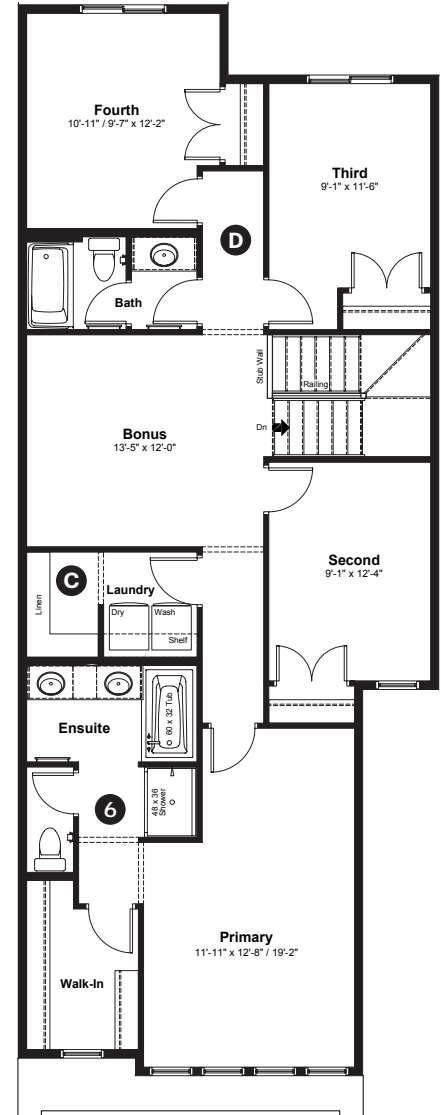 Fourth
10'-11" / 9'-7" x 12'-2"
Third
9'-1" x 11'-6"
D
Bath
Stub Wall
Railing
Dn
Bonus
13'-5" x 12'-0"
Second
9'-1" x 12'-4"
C
Linen
Laundry
Dry
Wash
Shelf
Ensuite
60 x 32 Tub
6
48 x 36
Shower
Primary
11'-11" x 12'-8" / 19'-2"
Walk-In